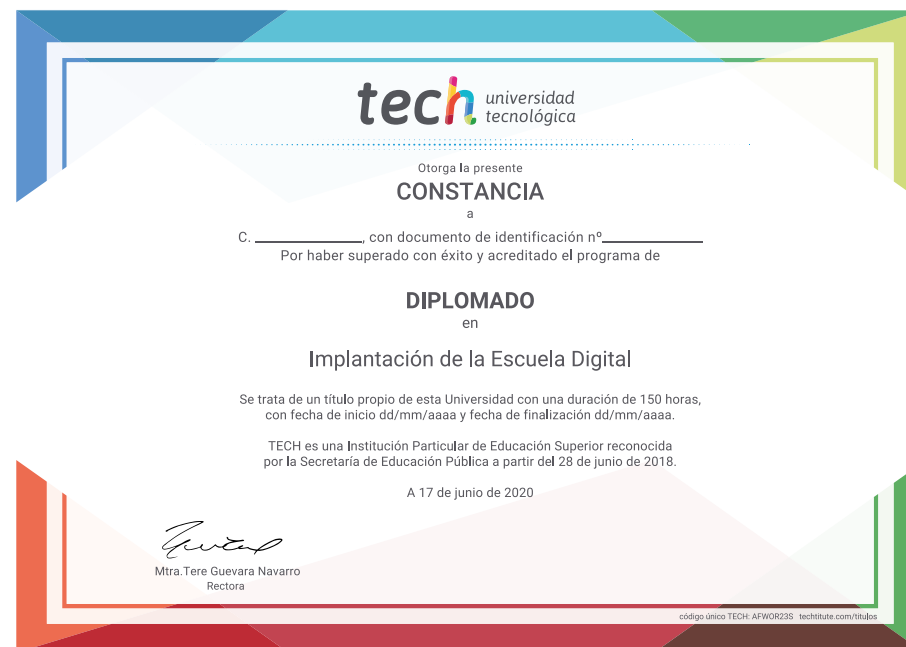 tech universidad
tecnológica
Otorga la presente
CONSTANCIA
a
C. ____________, con documento de identificación nº____________
Por haber superado con éxito y acreditado el programa de
DIPLOMADO
en
Implantación de la Escuela Digital
Se trata de un título propio de esta Universidad con una duración de 150 horas,
con fecha de inicio dd/mm/aaaa y fecha de finalización dd/mm/aaaa.
TECH es una Institución Particular de Educación Superior reconocida
por la Secretaría de Educación Pública a partir del 28 de junio de 2018.
A 17 de junio de 2020
Mtra.Tere Guevara Navarro
Rectora
código único TECH: AFWOR23S techtitute.com/titulos